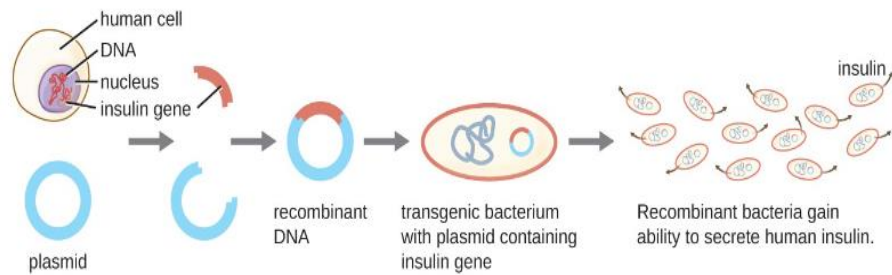 human cell
DNA
nucleus
insulin gene
plasmid
recombinant
DNA
transgenic bacterium
with plasmid containing
insulin gene
insulin
Recombinant bacteria gain
ability to secrete human insulin.